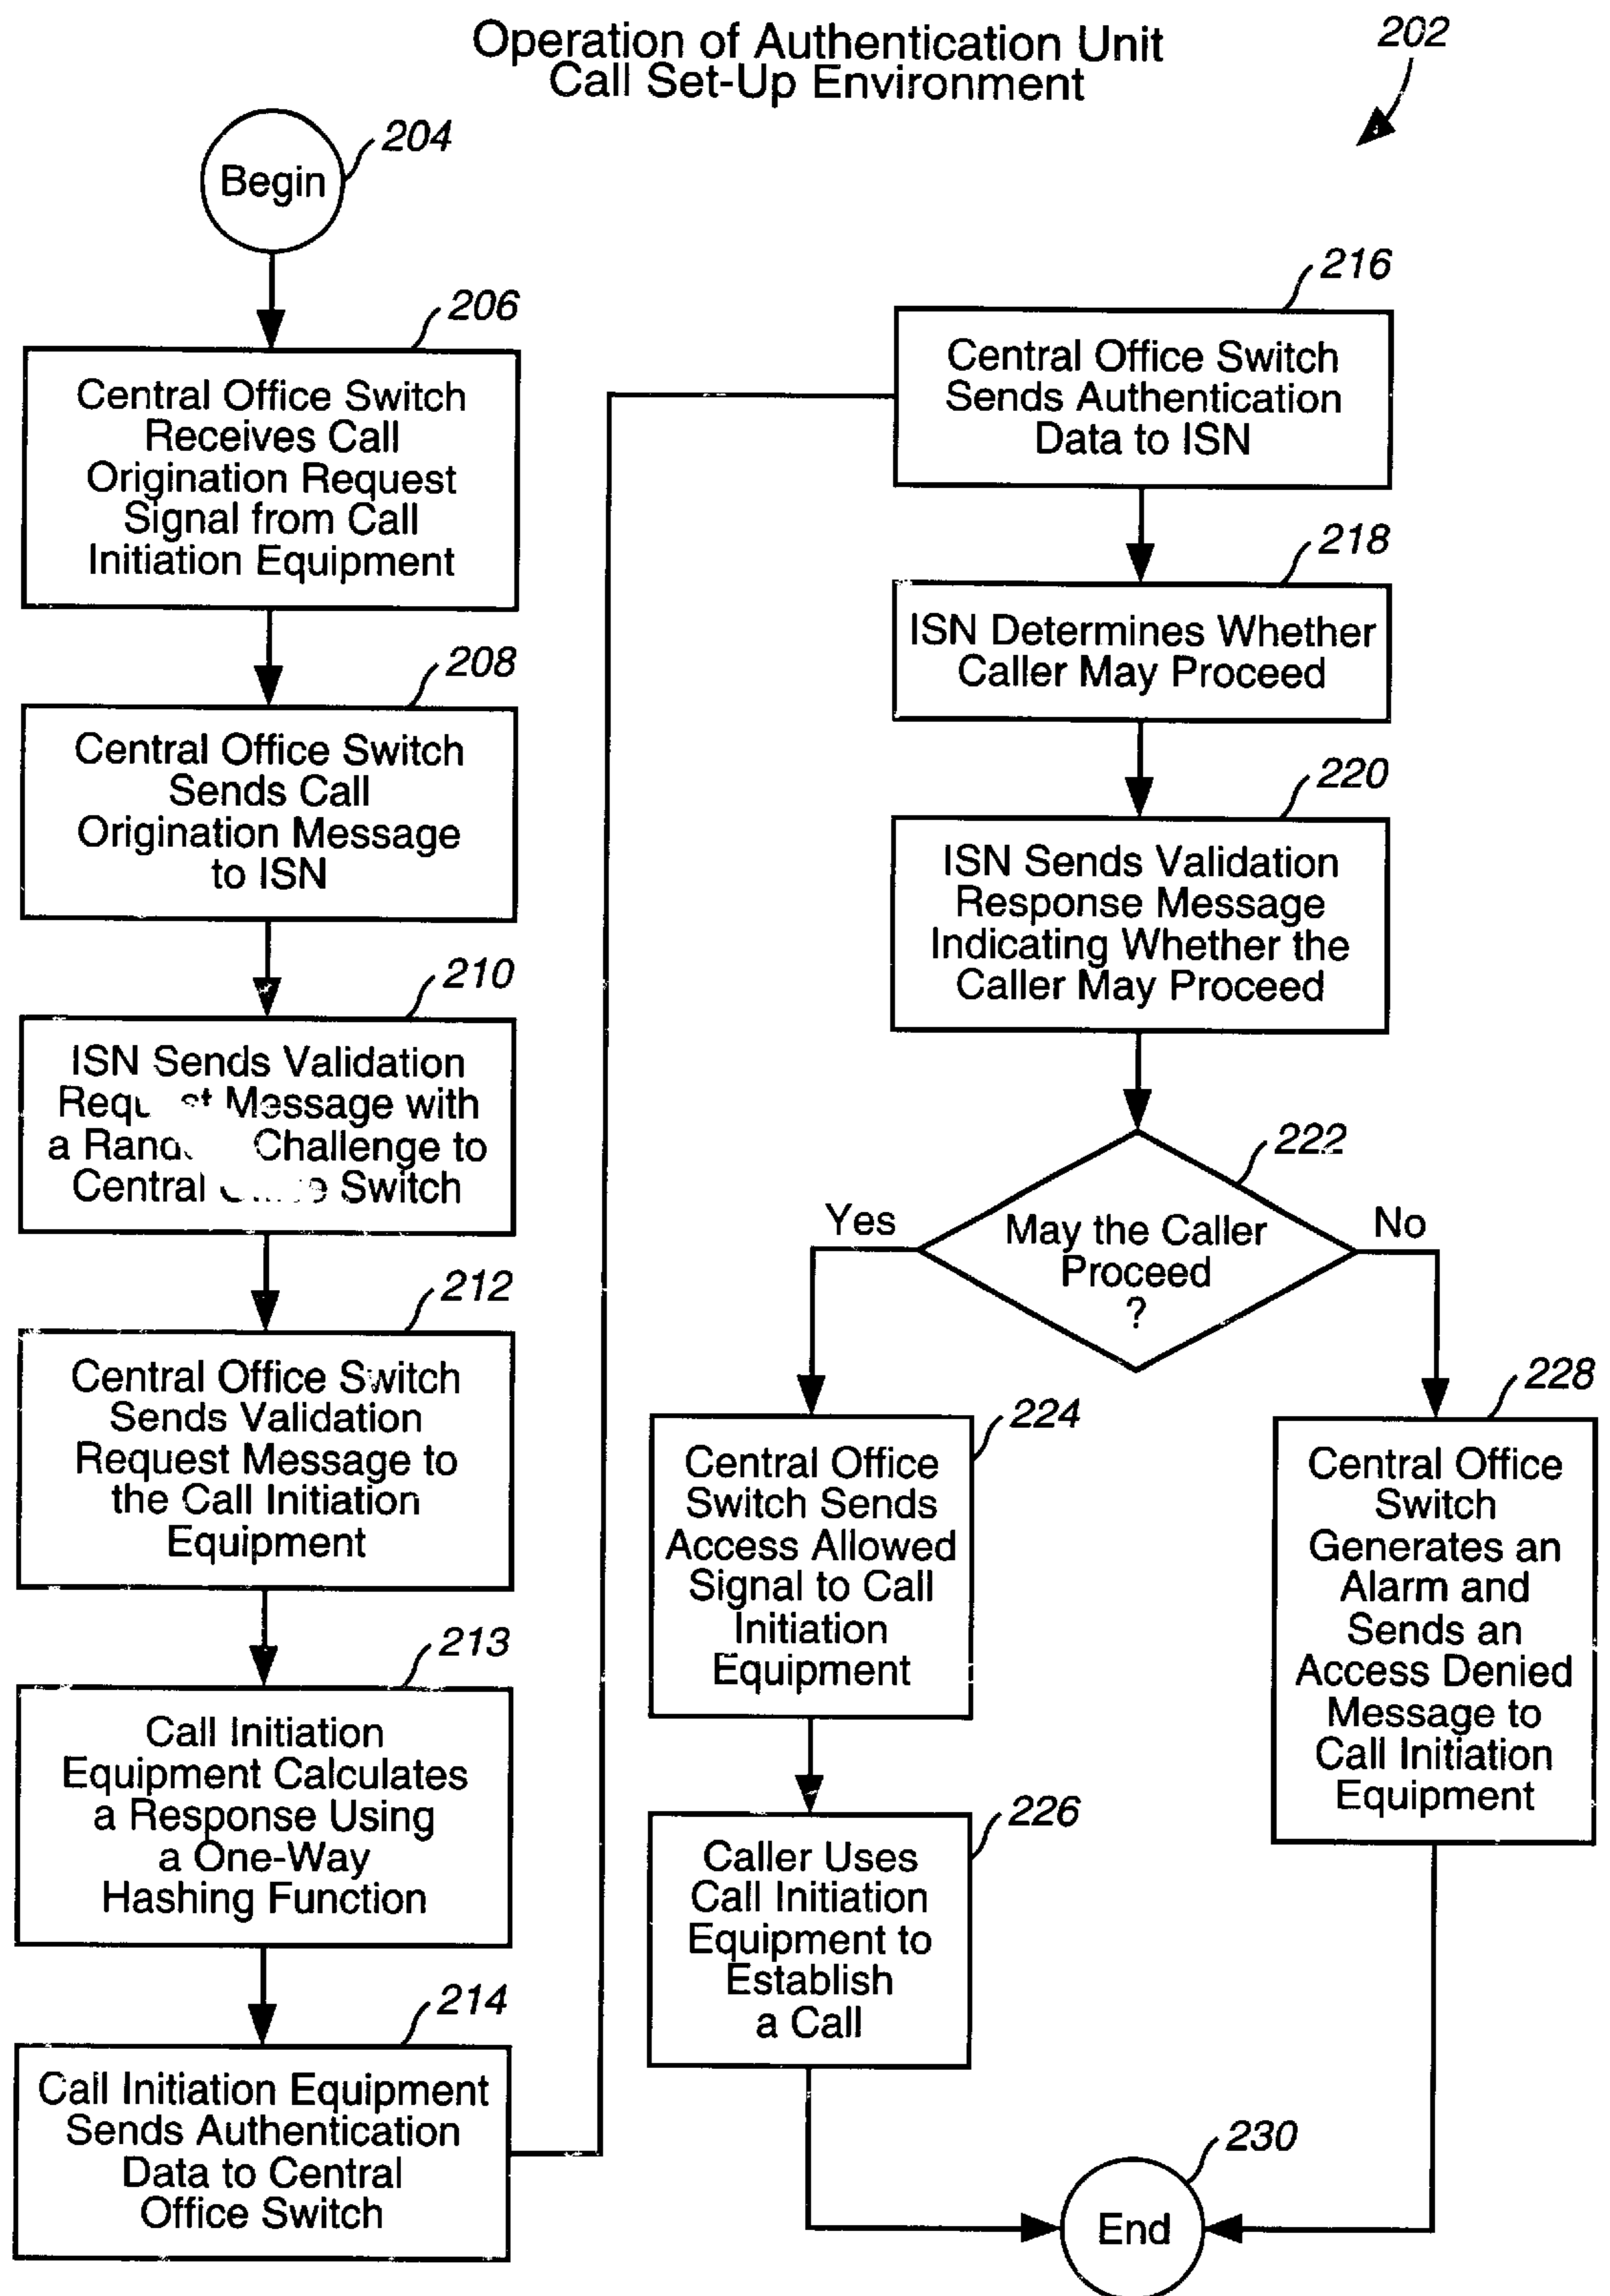 Operation of Authentication Unit
Call Set-Up Environment
202
Begin
204
206
Central Office Switch
Receives Call
Origination Request
Signal from Call
Initiation Equipment
208
Central Office Switch
Sends Call
Origination Message
to ISN
210
ISN Sends Validation
Message with
a Challenge to
Central Switch
212
Central Office Switch
Sends Validation
Request Message to
the Call Initiation
Equipment
213
Call Initiation
Equipment Calculates
a Response Using
a One-Way
Hashing Function
214
Call Initiation Equipment
Sends Authentication
Data to Central
Office Switch
216
Central Office Switch
Sends Authentication
Data to ISN
218
ISN Determines Whether
Caller May Proceed
220
ISN Sends Validation
Response Message
Indicating Whether the
Caller May Proceed
222
May the Caller
Proceed
?
Yes
No
224
Central Office
Switch Sends
Access Allowed
Signal to Call
Initiation
Equipment
226
Caller Uses
Call Initiation
Equipment to
Establish
a Call
228
Central Office
Switch
Generates an
Alarm and
Sends an
Access Denied
Message to
Call Initiation
Equipment
230
End